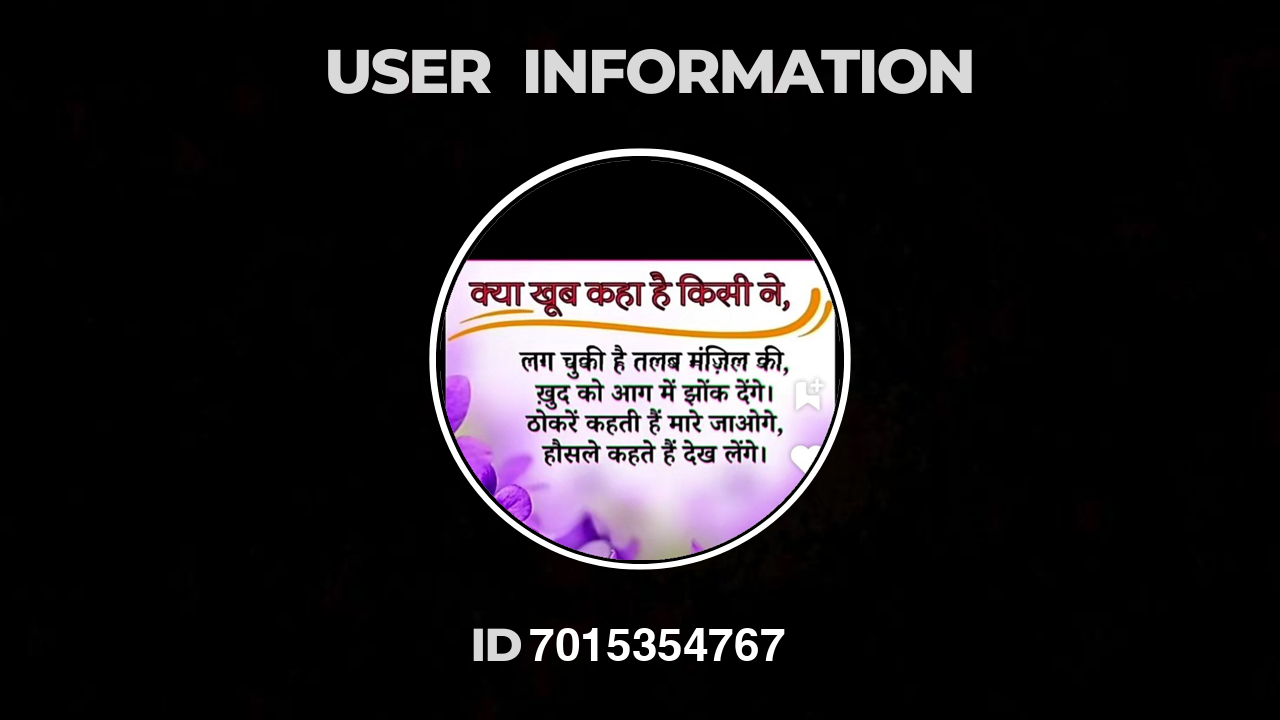 USER INFORMATION
क्या खूब कहा है किसी ने,
लग चुकी है तलब मंज़िल की,
ख़ुद को आग में झोंक देंगे।
ठोकरें कहती हैं मारे जाओगे,
हौसले कहते हैं देख लेंगे।
ID 7015354767